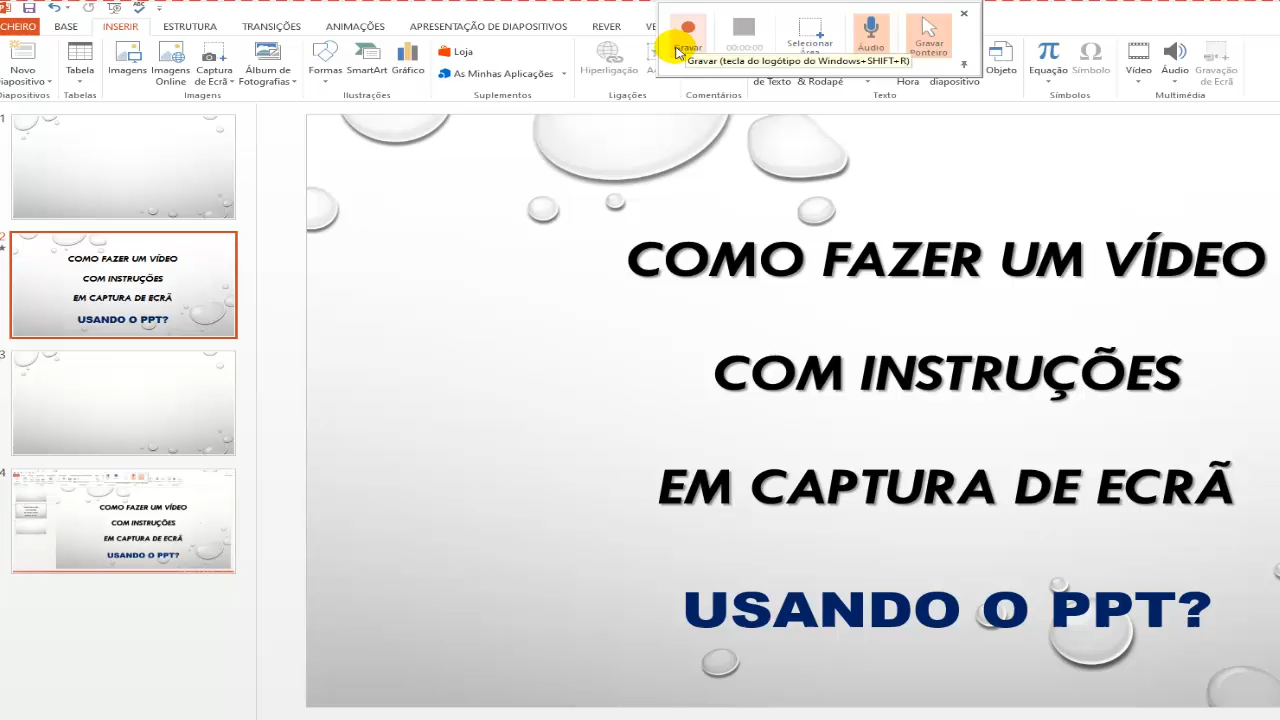 CHEIRO BASE INSERIR ESTRUTURA TRANSIÇÕES ANIMAÇÕES APRESENTAÇÃO DE DIAPOSITIVOS REVER VE
Gravar 00:00:00 Selecionar Área Áudio Gravar Ponteiro
Gravar (tecla do logótipo do Windows+SHIFT+R)
Novo Diapositivo Tabela Imagens Imagens Online Captura de Ecrã Álbum de Fotografias Formas SmartArt Gráfico
Loja
As Minhas Aplicações
Hiperligação
de Texto & Rodapé Hora diapositivo Objeto Equação Símbolo Vídeo Áudio Gravação de Ecrã
Diapositivos Tabelas Imagens Ilustrações Suplementos Ligações Comentários Texto Símbolos Multimédia
1
2
COMO FAZER UM VÍDEO
COM INSTRUÇÕES
EM CAPTURA DE ECRÃ
USANDO O PPT?
3
4
COMO FAZER UM VÍDEO
COM INSTRUÇÕES
EM CAPTURA DE ECRÃ
USANDO O PPT?
COMO FAZER UM VÍDEO
COM INSTRUÇÕES
EM CAPTURA DE ECRÃ
USANDO O PPT?